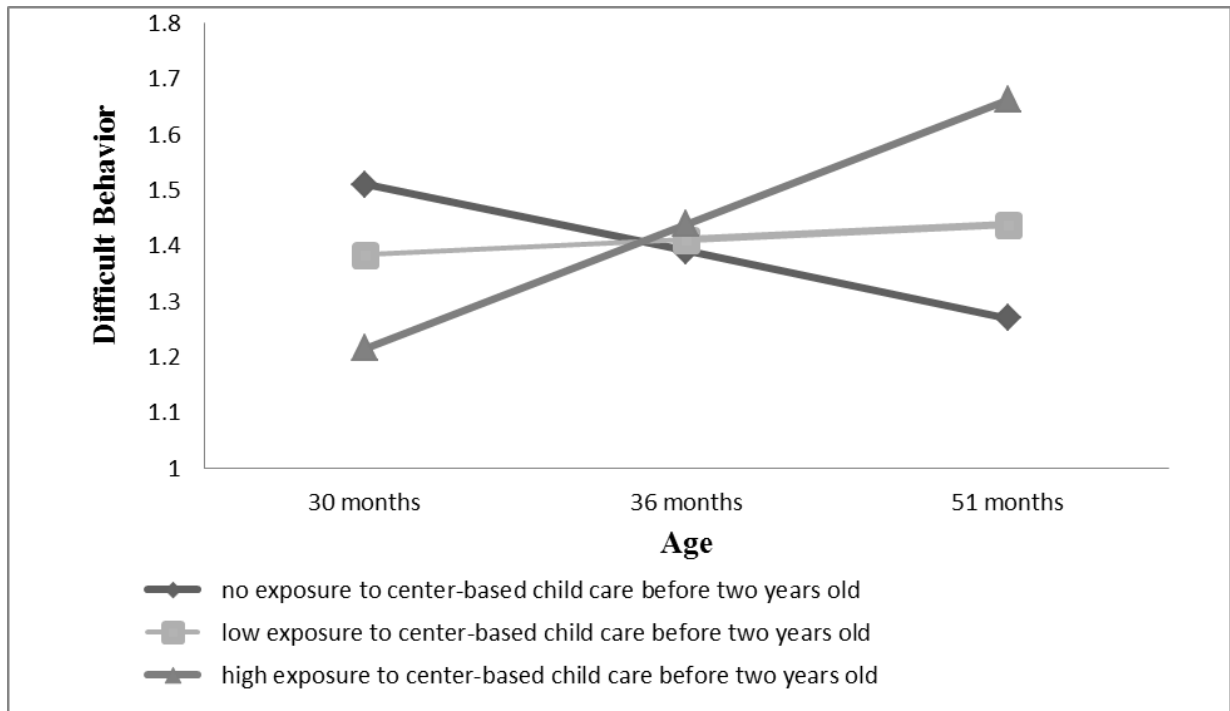 1.8
1.7
1.6
1.5
1.4
1.3
1.2
1.1
1
Difficult Behavior
30 months
36 months
51 months
Age
no exposure to center-based child care before two years old
low exposure to center-based child care before two years old
high exposure to center-based child care before two years old